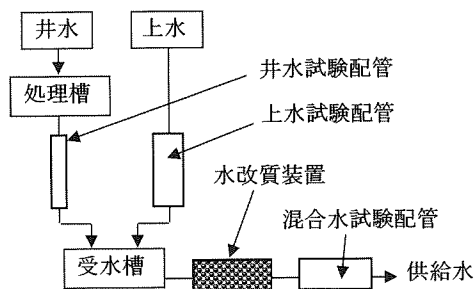 井水
上水
井水試験配管
処理槽
上水試験配管
水改質装置
混合水試験配管
受水槽
供給水